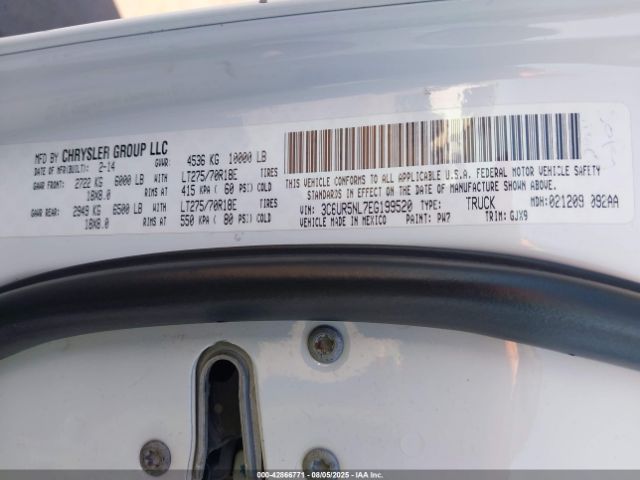 MFD BY CHRYSLER GROUP LLC
DATE OF MFR(BUILT): 2-14 GVWR: 4536 KG 10000 LB
GAWR FRONT: 2722 KG 6000 LB WITH LT275/70R18E TIRES
18X8.0 RIMS AT 415 KPA ( 60 PSI) COLD
GAWR REAR: 2949 KG 6500 LB WITH LT275/70R18E TIRES
18X8.0 RIMS AT 550 KPA ( 80 PSI) COLD
THIS VEHICLE CONFORMS TO ALL APPLICABLE U.S.A. FEDERAL MOTOR VEHICLE SAFETY
STANDARDS IN EFFECT ON THE DATE OF MANUFACTURE SHOWN ABOVE.
VIN: 3C6UR5NL7EG199520 TYPE: TRUCK MDH:021209 092AA
VEHICLE MADE IN MEXICO PAINT: PW7 TRIM: GJX9
000-42866771 08/05/2025 IAAI.COM